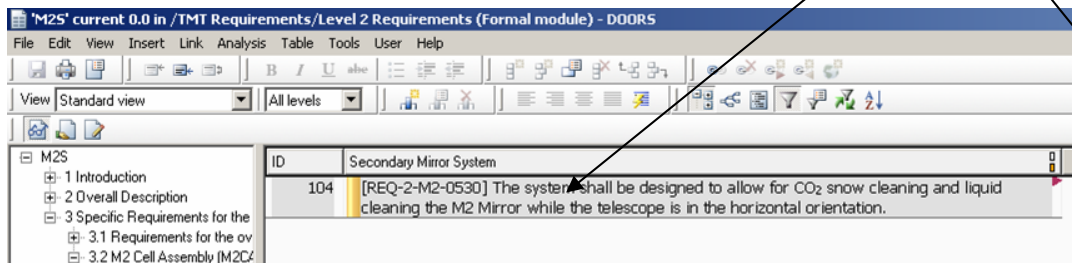 'M2S' current 0.0 in /TMT Requirements/Level 2 Requirements (Formal module) - DOORS
File Edit View Insert Link Analysis Table Tools User Help
B I U abc
View Standard view All levels
M2S
1 Introduction
2 Overall Description
3 Specific Requirements for the
3.1 Requirements for the ov
3.2 M2 Cell Assembly (M2CA
ID Secondary Mirror System
104 [REQ-2-M2-0530] The system shall be designed to allow for CO₂ snow cleaning and liquid
cleaning the M2 Mirror while the telescope is in the horizontal orientation.